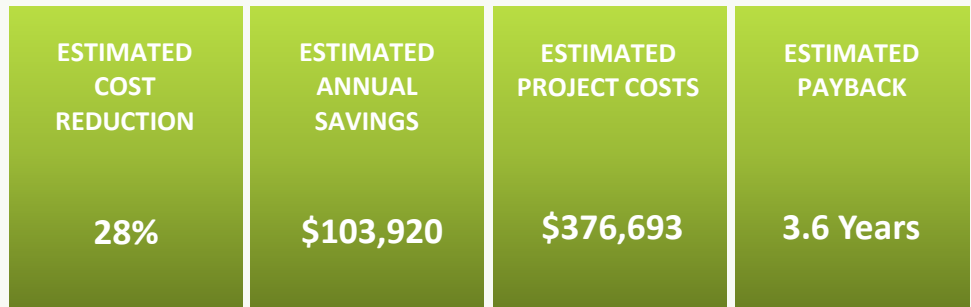 ESTIMATED
COST
REDUCTION
28%
ESTIMATED
ANNUAL
SAVINGS
$103,920
ESTIMATED
PROJECT COSTS
$376,693
ESTIMATED
PAYBACK
3.6 Years